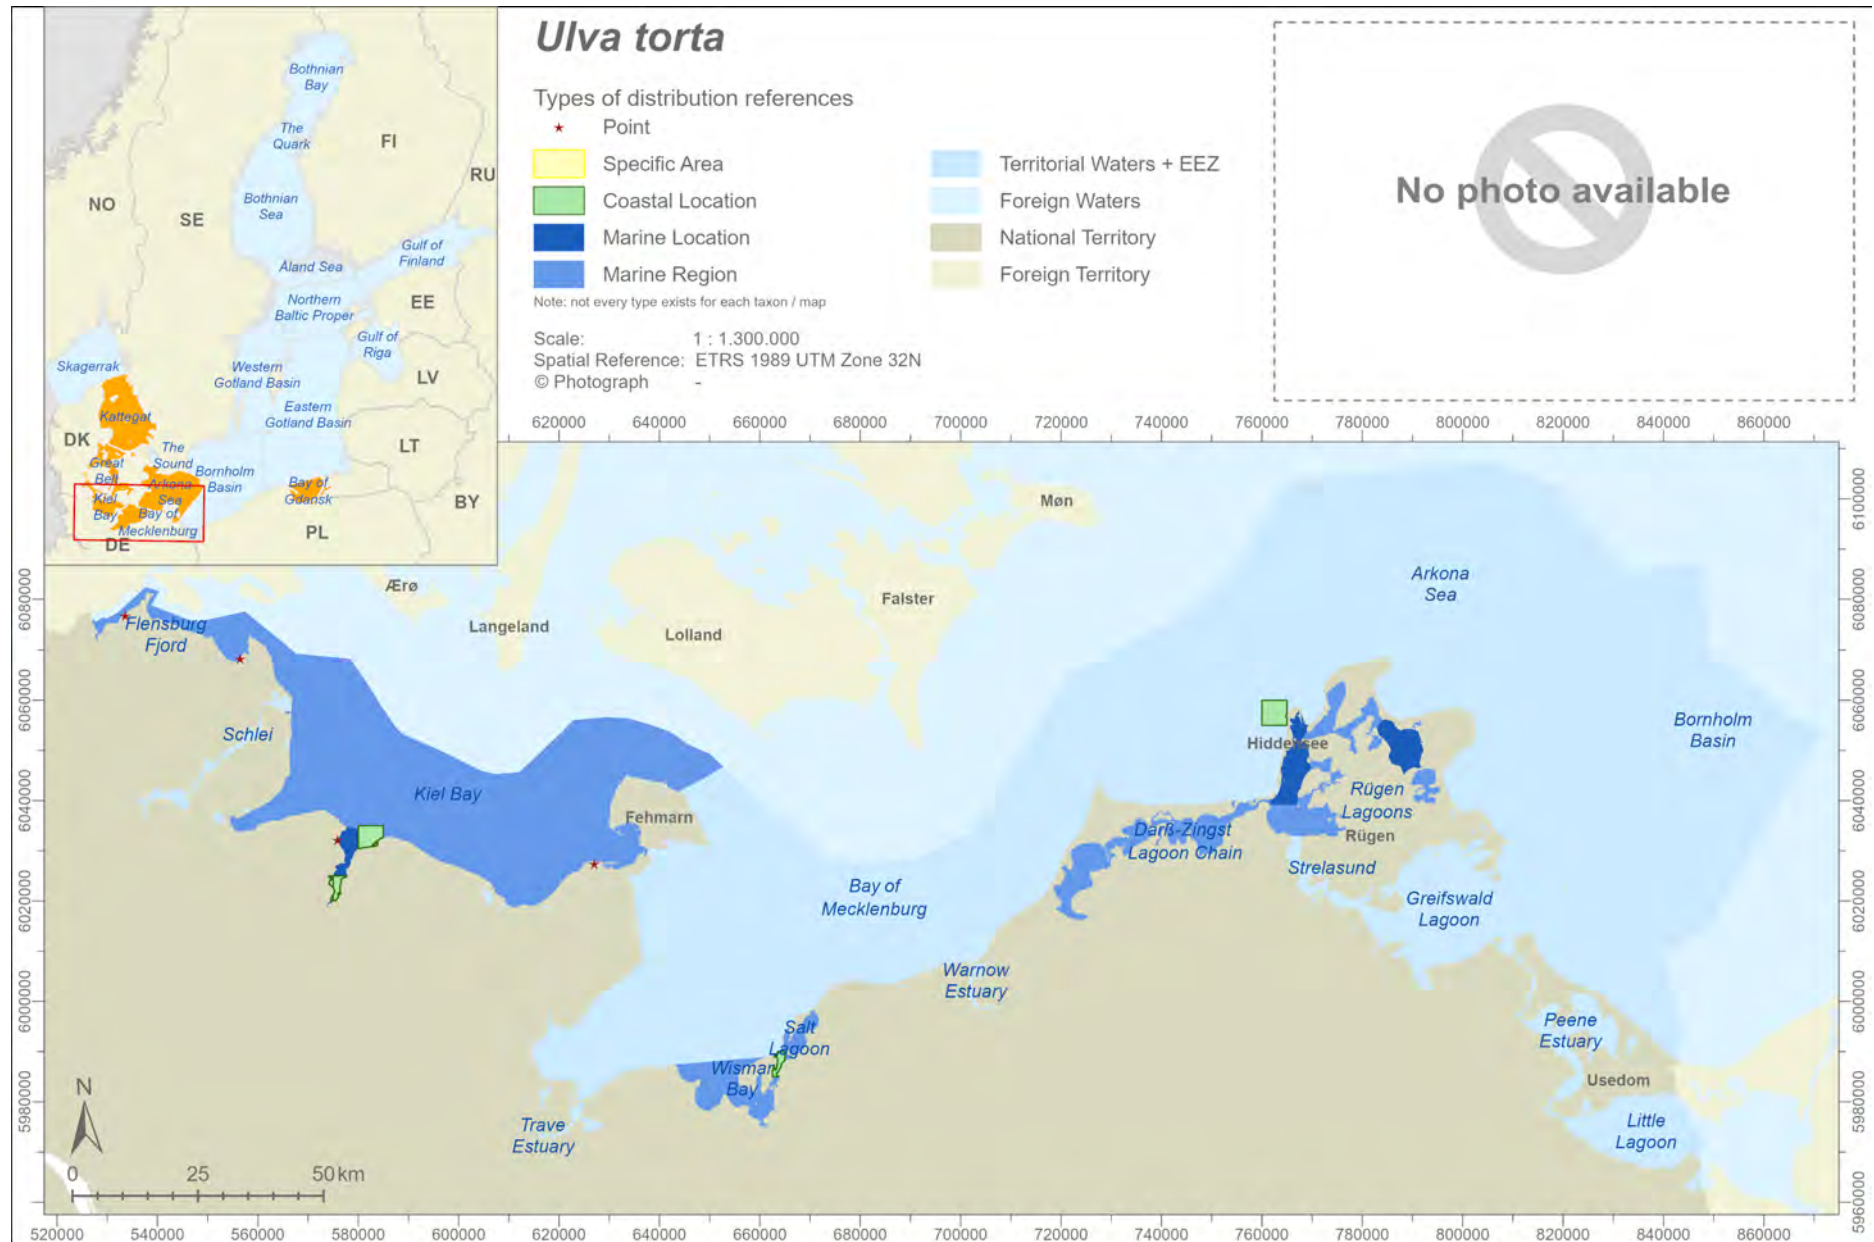 Ulva torta
Types of distribution references
Point
Specific Area
Coastal Location
Marine Location
Marine Region
Territorial Waters + EEZ
Foreign Waters
National Territory
Foreign Territory
Note: not every type exists for each taxon / map
Scale: 1 : 1.300.000
Spatial Reference: ETRS 1989 UTM Zone 32N
© Photograph -
No photo available
Bothnian
Bay
The
Quark
FI
RU
NO
SE
Bothnian
Sea
Gulf of
Finland
Åland Sea
Northern
Baltic Proper
EE
Gulf of
Riga
Skagerrak
Western
Gotland Basin
LV
Kattegat
Eastern
Gotland Basin
DK
The
Sound
LT
Great
Belt
Bornholm
Basin
Arkona
Sea
Bay of
Gdansk
Kiel
Bay
Bay of
Mecklenburg
BY
PL
DE
620000 640000 660000 680000 700000 720000 740000 760000 780000 800000 820000 840000 860000
Møn
Ærø
Langeland
Lolland
Falster
Arkona
Sea
Flensburg
Fjord
Schlei
Kiel Bay
Fehmarn
Hiddensee
Bornholm
Basin
Rügen
Lagoons
Rügen
Darß-Zingst
Lagoon Chain
Strelasund
Bay of
Mecklenburg
Greifswald
Lagoon
Warnow
Estuary
Salt
Lagoon
Wismar
Bay
Peene
Estuary
Usedom
Trave
Estuary
Little
Lagoon
N
0 25 50 km
6080000
6060000
6040000
6020000
6000000
5980000
6100000
6080000
6060000
6040000
6020000
6000000
5980000
5960000
520000 540000 560000 580000 600000 620000 640000 660000 680000 700000 720000 740000 760000 780000 800000 820000 840000 860000